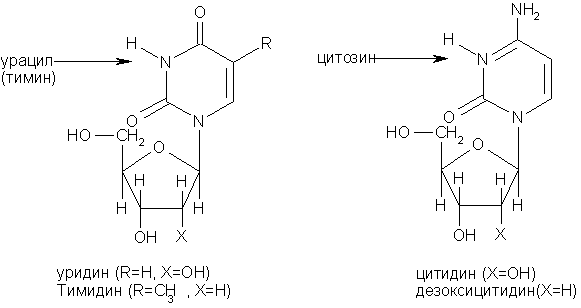 O
H
R
N
урацил
(тимин)
O
N
HO
CH2
O
H
H
H
H
OH
X
уридин (R=H, X=OH)
Тимидин (R=CH3 , X=H)
NH2
H
N
цитозин
O
N
HO
CH2
O
H
H
H
H
OH
X
цитидин (X=OH)
дезоксицитидин(X=H)